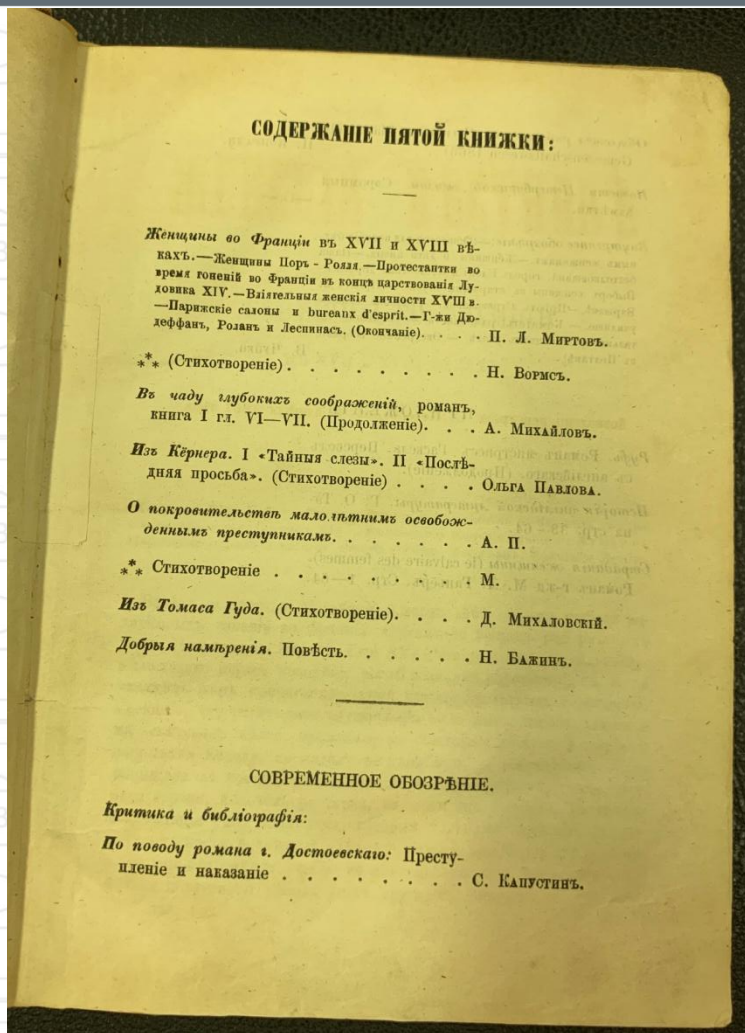 СОДЕРЖАНІЕ ПЯТОЙ КНИЖКИ:
Женщины во Франціи въ XVII и XVIII вѣ-
кахъ.—Женщины Поръ-Рояля.—Протестантки во
время гоненій во Франціи въ концѣ царствованія Лу-
довика XIV.—Вліятельныя женскія личности XVIII в.
—Парижскіе салоны и bureaux d'esprit.—Г-жи Дю-
деффанъ, Роланъ и Леспинасъ. (Окончаніе). . . . . П. Л. Миртовъ.
*** (Стихотвореніе) . . . . . . . . Н. Вормсъ.
Въ чаду глубокихъ соображеній, романъ,
книга I гл. VI—VII. (Продолженіе). . . А. Михайловъ.
Изъ Кёрнера. I «Тайныя слезы». II «Послѣ-
дняя просьба». (Стихотвореніе) . . . . Ольга Павлова.
О покровительствѣ малолѣтнимъ освобож-
деннымъ преступникамъ. . . . . . . А. П.
*** Стихотвореніе . . . . . . . . М.
Изъ Томаса Гуда. (Стихотвореніе). . . . Д. Михаловскій.
Добрыя намѣренія. Повѣсть. . . . . . Н. Бажинъ.
СОВРЕМЕННОЕ ОБОЗРѢНІЕ.
Критика и библіографія:
По поводу романа г. Достоевскаго: Престу-
пленіе и наказаніе . . . . . . . . С. Капустинъ.